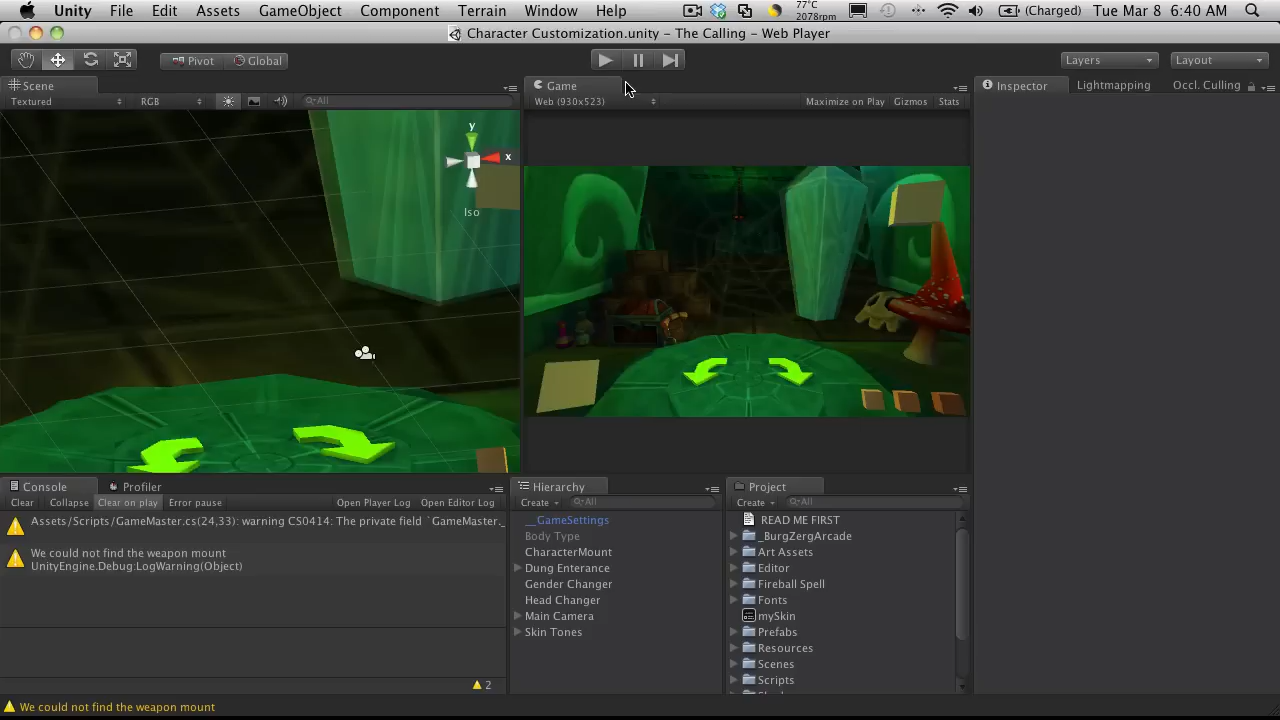 Unity File Edit Assets GameObject Component Terrain Window Help 77°C 2078rpm (Charged) Tue Mar 8 6:40 AM
Character Customization.unity – The Calling – Web Player
Pivot Global Layers Layout
Scene Game Inspector Lightmapping Occl. Culling
Textured RGB All Web (930x523) Maximize on Play Gizmos Stats
y
x
Iso
Console Profiler Hierarchy Project
Clear Collapse Clear on play Error pause Open Player Log Open Editor Log Create All Create All
Assets/Scripts/GameMaster.cs(24,33): warning CS0414: The private field `GameMaster._
We could not find the weapon mount
UnityEngine.Debug:LogWarning(Object)
2
__GameSettings
Body Type
CharacterMount
Dung Enterance
Gender Changer
Head Changer
Main Camera
Skin Tones
READ ME FIRST
_BurgZergArcade
Art Assets
Editor
Fireball Spell
Fonts
mySkin
Prefabs
Resources
Scenes
Scripts
We could not find the weapon mount